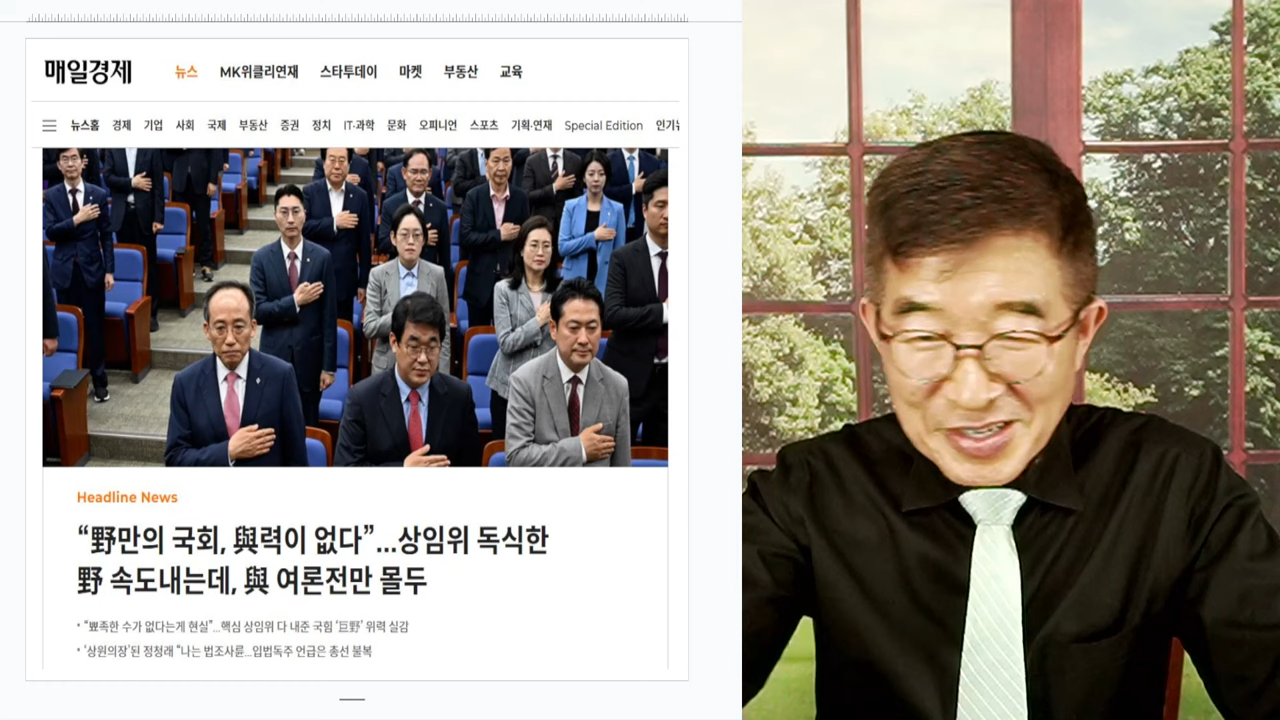 매일경제
뉴스 MK위클리연재 스타투데이 마켓 부동산 교육
뉴스홈 경제 기업 사회 국제 부동산 증권 정치 IT·과학 문화 오피니언 스포츠 기획·연재 Special Edition
Headline News
“野만의 국회, 與력이 없다”...상임위 독식한
野 속도내는데, 與 여론전만 몰두
“뾰족한 수가 없다는게 현실”...핵심 상임위 다 내준 국힘 ‘巨野’ 위력 실감
‘상원의장’된 정청래 “나는 법조사륜...입법독주 언급은 총선 불복